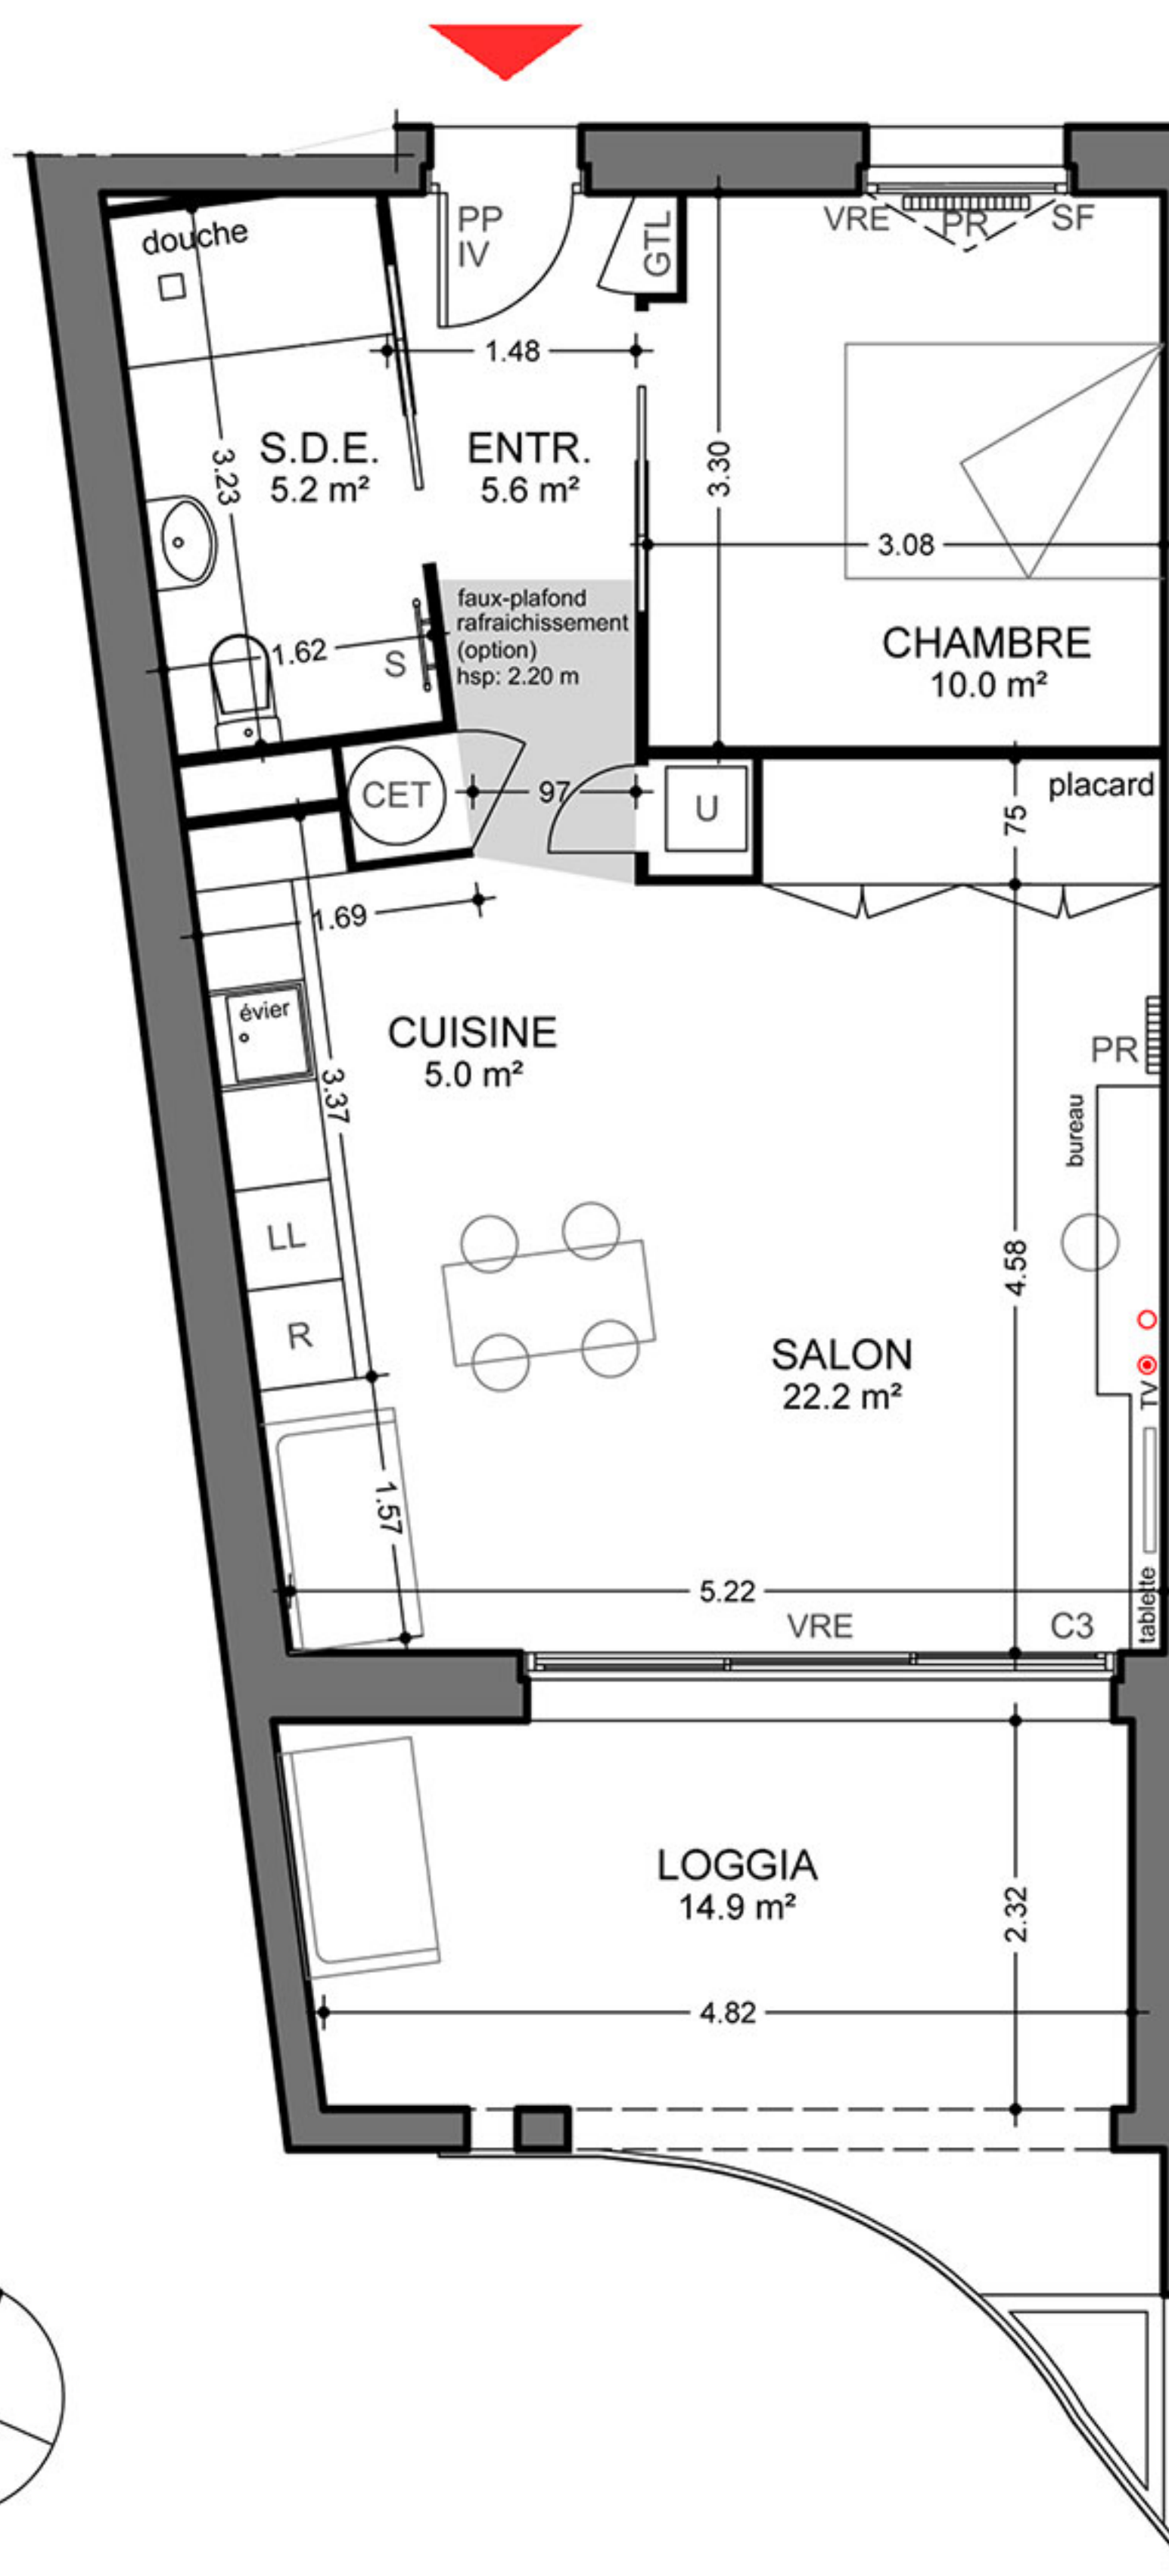 PP
IV
GTL
VRE
PR
SF
douche
1.48
3.30
3.23
S.D.E.
5.2 m²
ENTR.
5.6 m²
3.08
faux-plafond
rafraichissement
(option)
hsp: 2.20 m
1.62
S
CHAMBRE
10.0 m²
CET
97
U
placard
75
1.69
évier
CUISINE
5.0 m²
PR
3.37
bureau
LL
4.58
R
SALON
22.2 m²
TV
1.57
5.22
tablette
VRE
C3
LOGGIA
14.9 m²
2.32
4.82